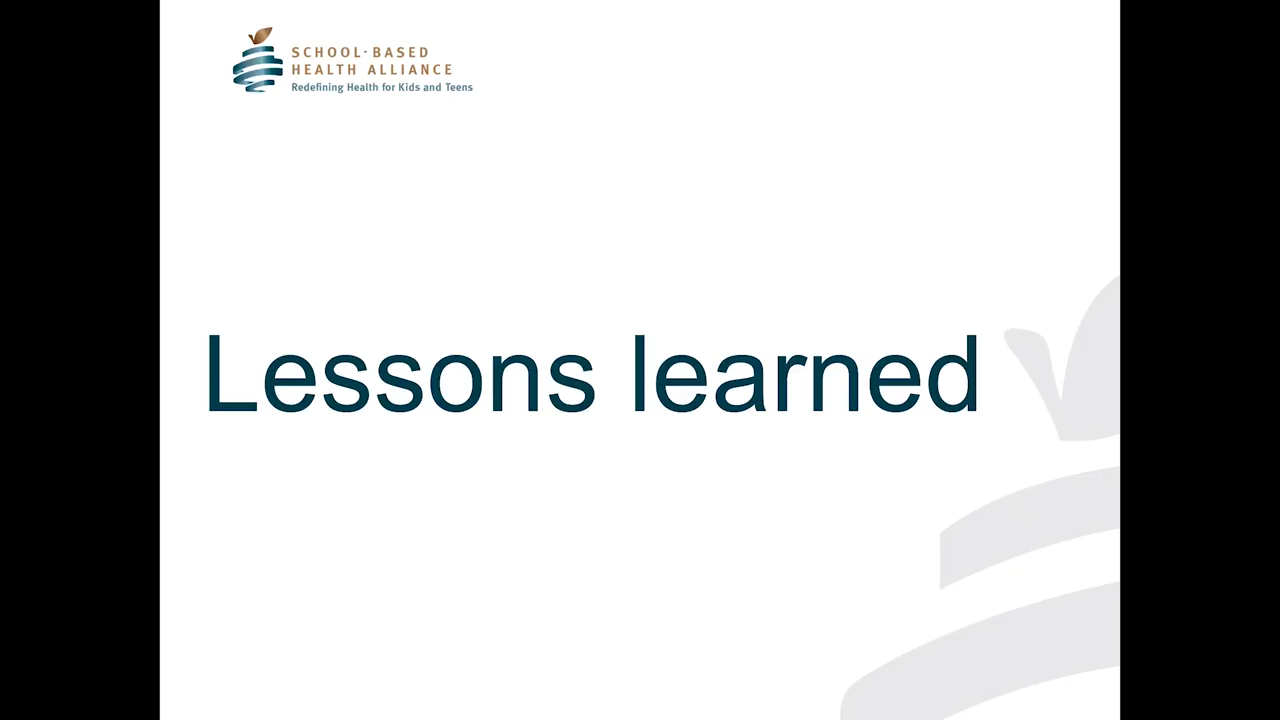 SCHOOL-BASED
HEALTH ALLIANCE
Redefining Health for Kids and Teens
Lessons learned